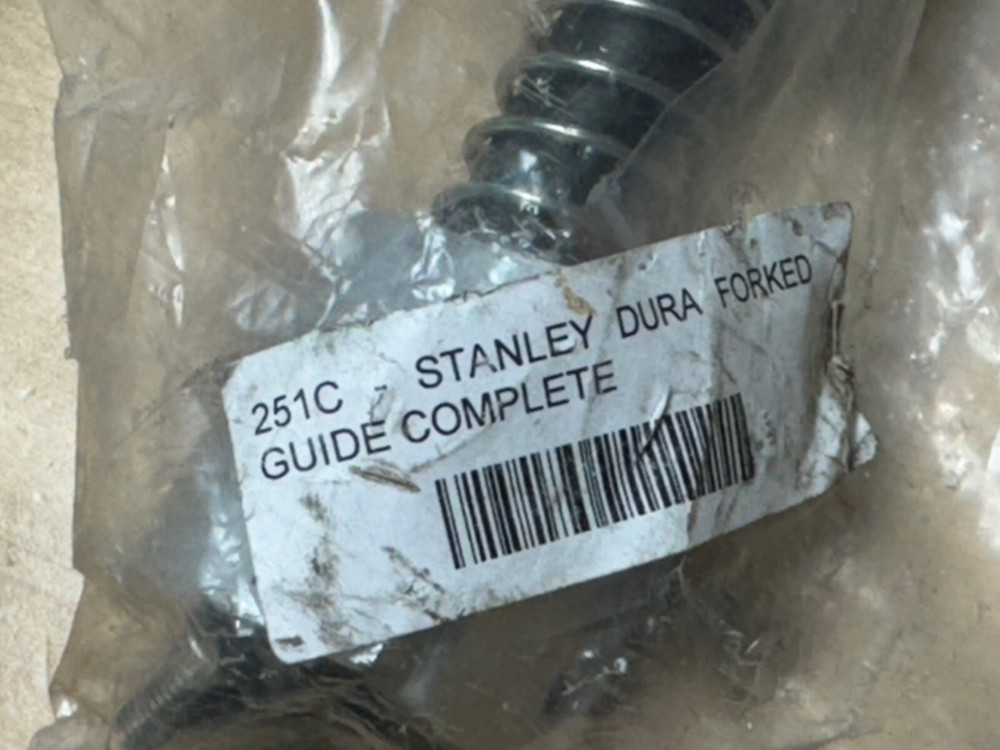 251C - STANLEY DURA FORKED
GUIDE COMPLETE